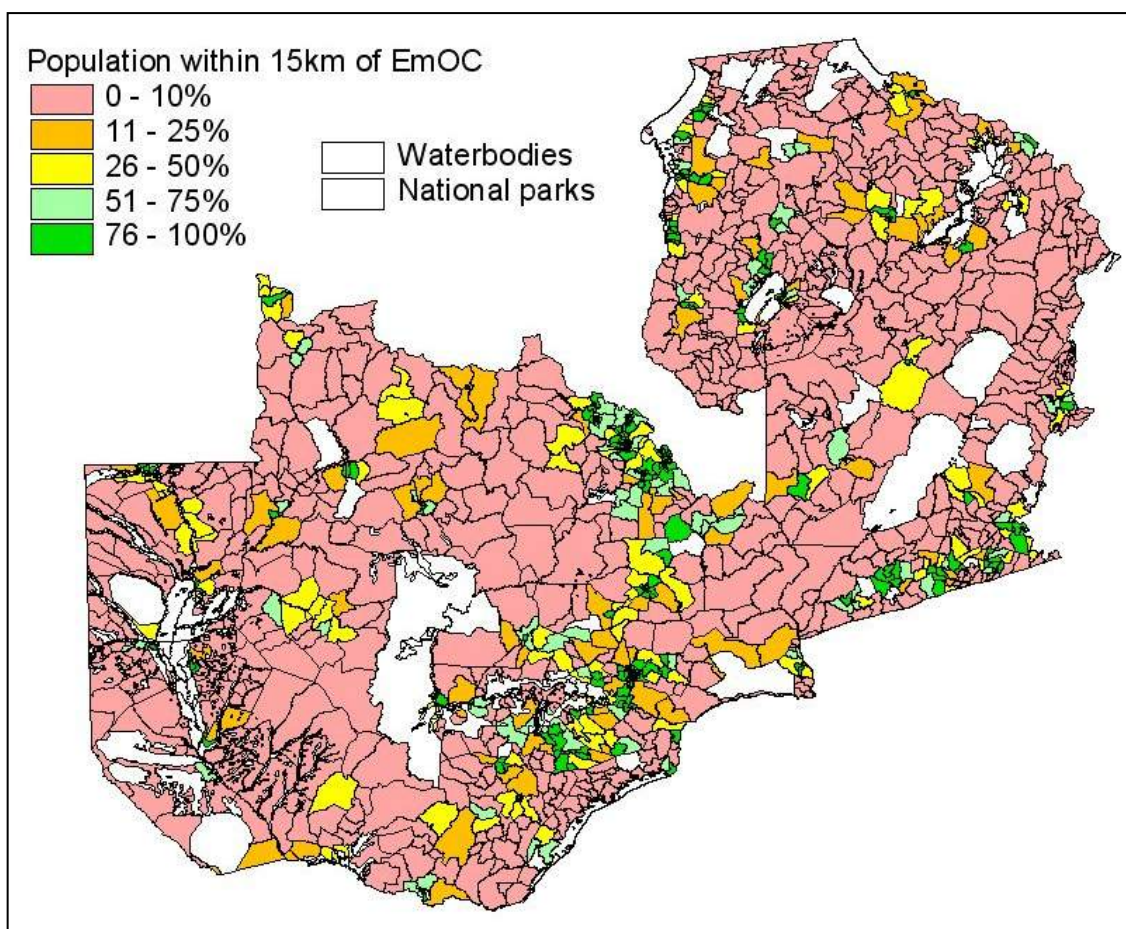 Population within 15km of EmOC
0 - 10%
11 - 25%
26 - 50%
51 - 75%
76 - 100%
Waterbodies
National parks